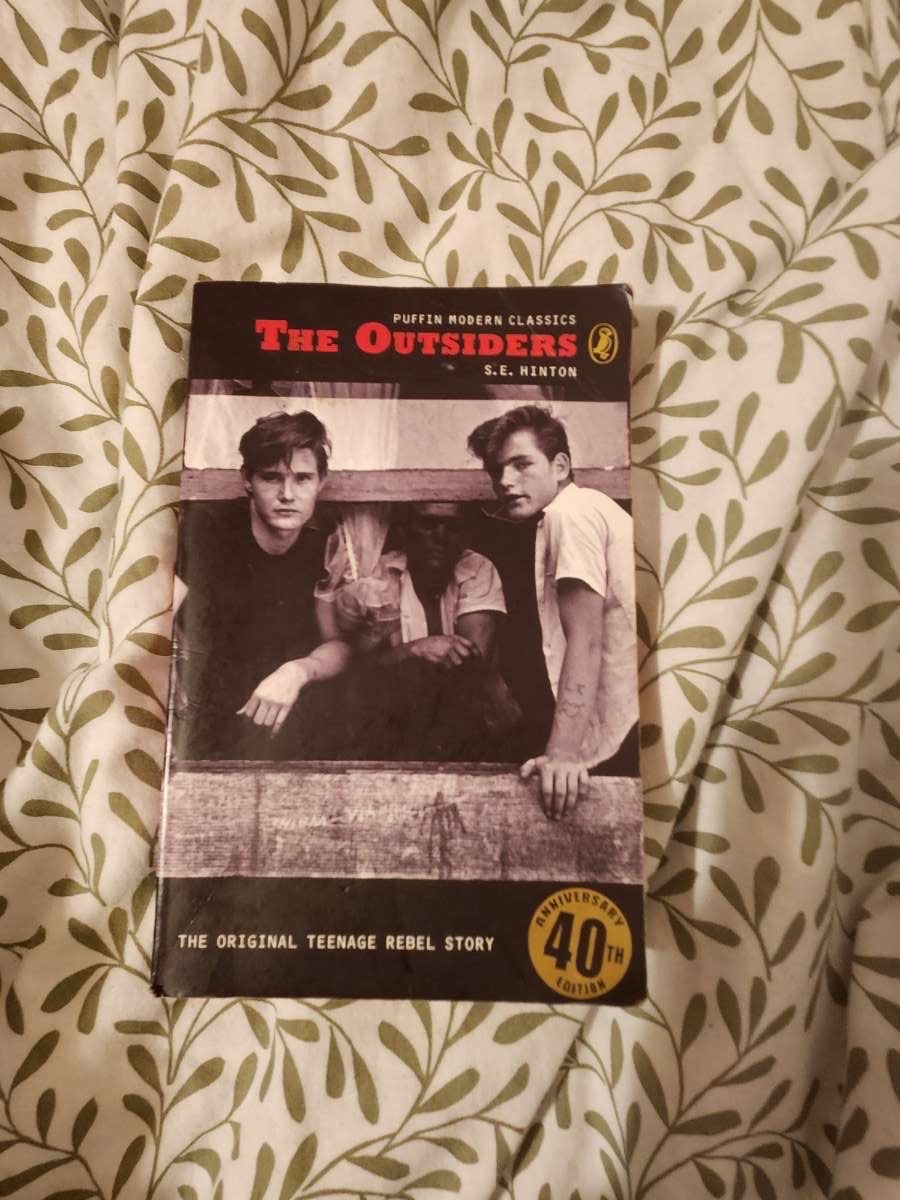 PUFFIN MODERN CLASSICS
THE OUTSIDERS
S.E. HINTON
THE ORIGINAL TEENAGE REBEL STORY
ANNIVERSARY
40TH
EDITION